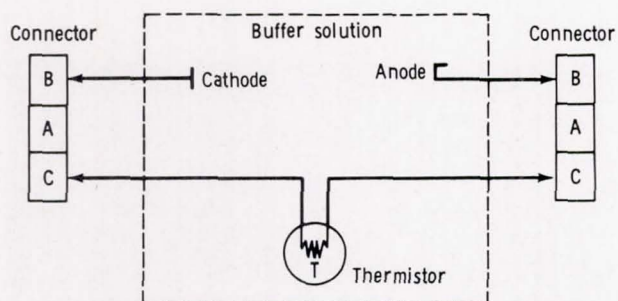 Connector
Buffer solution
Connector
B
Cathode
Anode
B
A
A
C
C
T
Thermistor